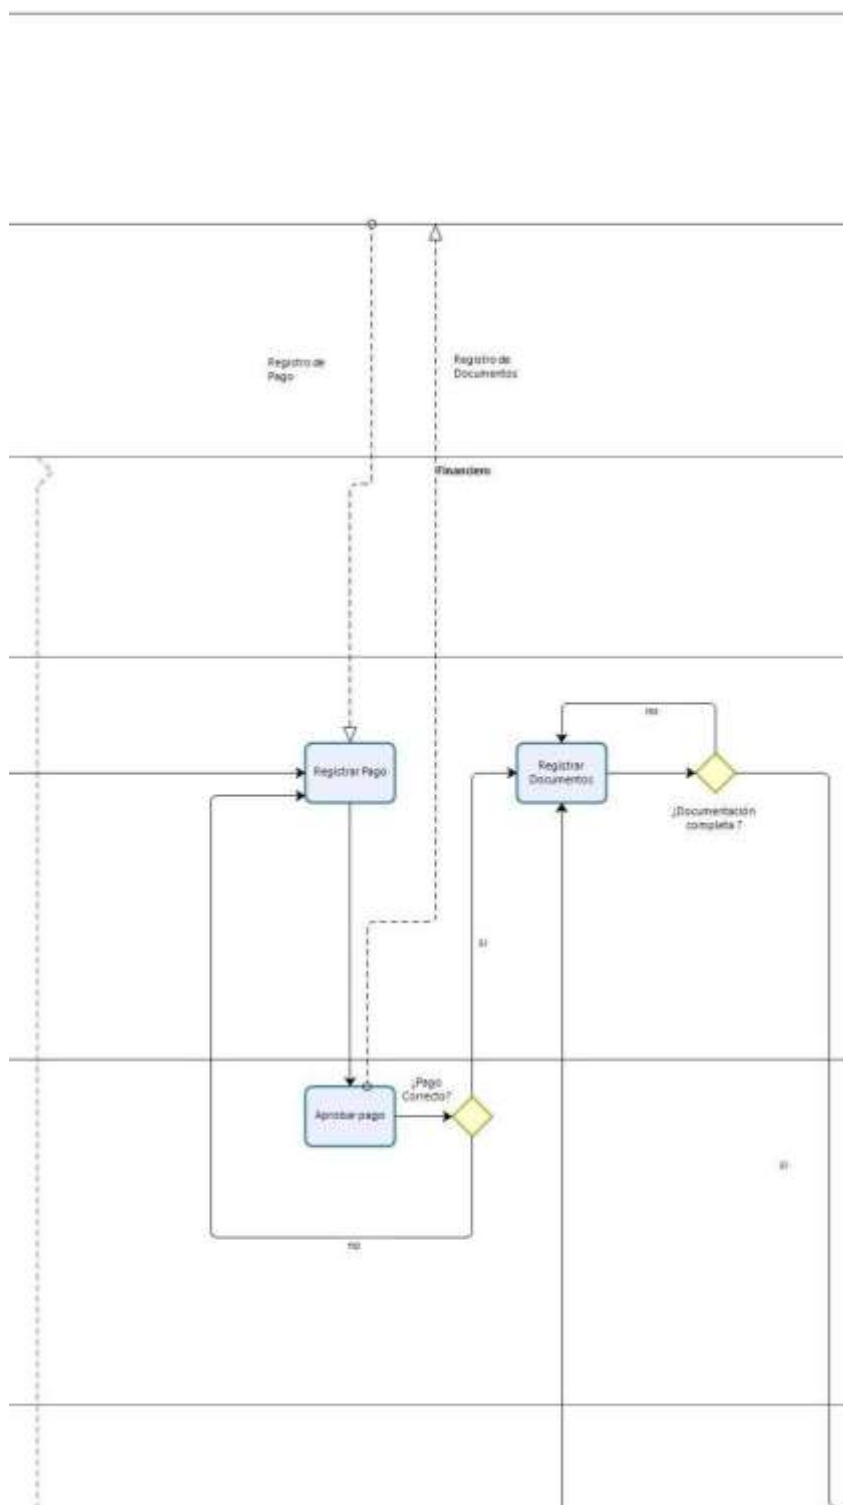 Registro de
Pago
Registro de
Documentos
Financiero
no
Registrar Pago
Registrar
Documentos
¿Documentación
completa ?
si
¿Pago
Correcto?
Aprobar pago
si
no